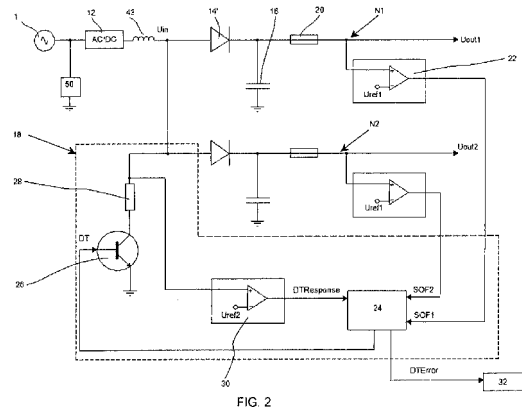 1
12
43
Uin
14'
16
20
N1
Uout1
AC/DC
22
50
Uref1
18
N2
Uout2
28
Uref1
DT
26
DTResponse
24
SOF2
SOF1
Uref2
30
DTError
32
FIG. 2